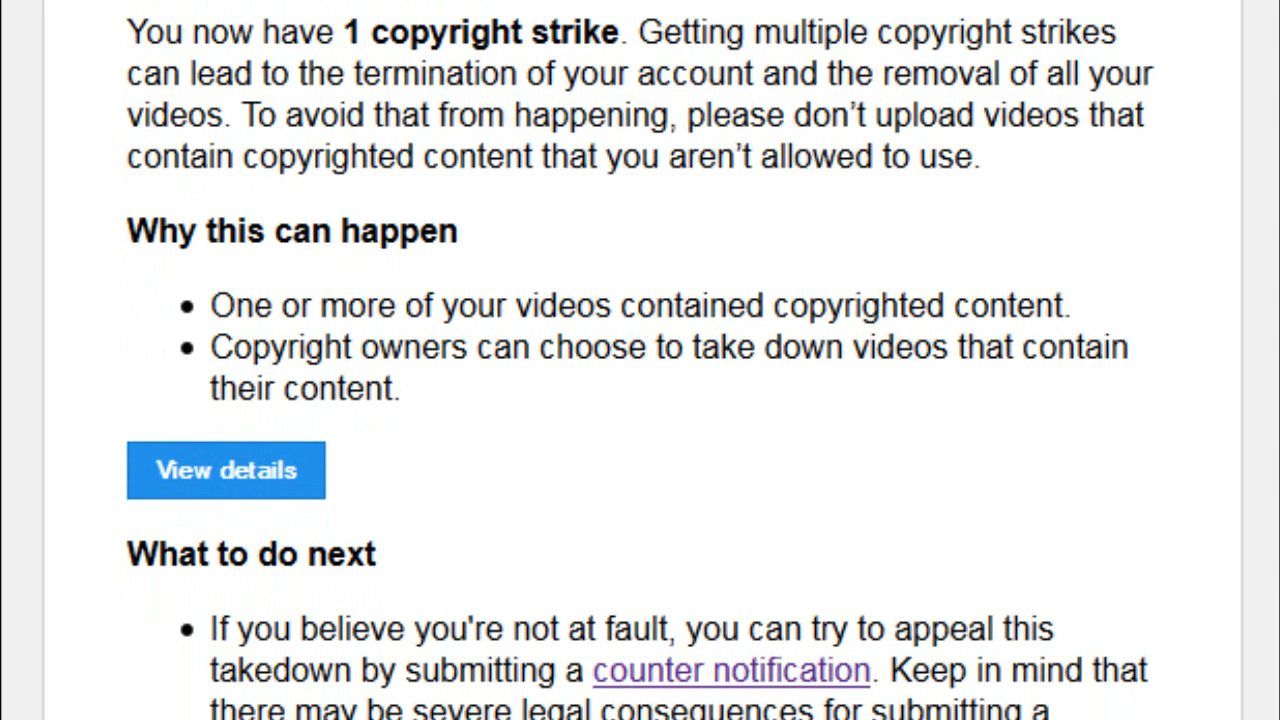 You now have 1 copyright strike. Getting multiple copyright strikes
can lead to the termination of your account and the removal of all your
videos. To avoid that from happening, please don’t upload videos that
contain copyrighted content that you aren’t allowed to use.
Why this can happen
One or more of your videos contained copyrighted content.
Copyright owners can choose to take down videos that contain
their content.
View details
What to do next
If you believe you're not at fault, you can try to appeal this
takedown by submitting a counter notification. Keep in mind that
there may be severe legal consequences for submitting a